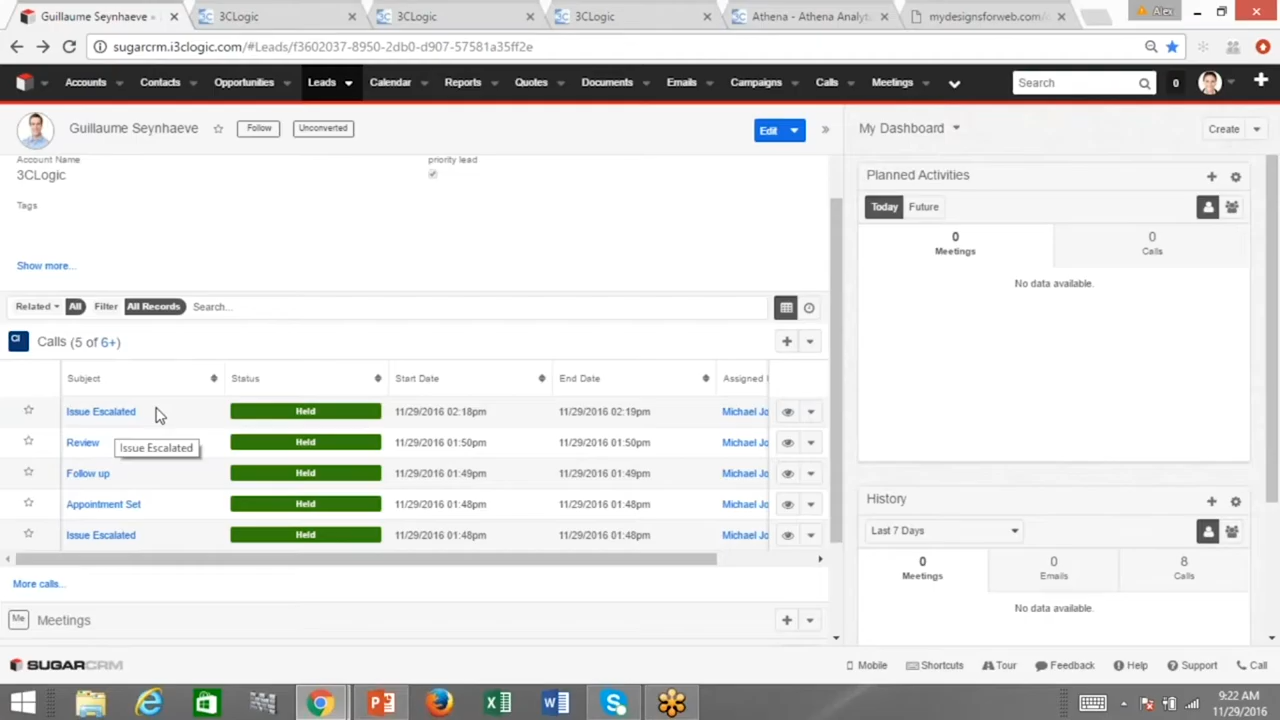 Guillaume Seynhaeve »
3CLogic
3CLogic
3CLogic
Athena - Athena Analyt
mydesignsforweb.com/
Alex
sugarcrm.i3clogic.com/#Leads/f3602037-8950-2db0-d907-57581a35ff2e
Accounts Contacts Opportunities Leads Calendar Reports Quotes Documents Emails Campaigns Calls Meetings Search 0
Guillaume Seynhaeve Follow Unconverted Edit
My Dashboard Create
Account Name priority lead
3CLogic
Tags
Show more...
Related All Filter All Records Search...
Cl Calls (5 of 6+)
Subject Status Start Date End Date Assigned
Issue Escalated Held 11/29/2016 02:18pm 11/29/2016 02:19pm Michael Jo
Review Held 11/29/2016 01:50pm 11/29/2016 01:50pm Michael Jo
Issue Escalated
Follow up Held 11/29/2016 01:49pm 11/29/2016 01:49pm Michael Jo
Appointment Set Held 11/29/2016 01:48pm 11/29/2016 01:48pm Michael Jo
Issue Escalated Held 11/29/2016 01:48pm 11/29/2016 01:48pm Michael Jo
More calls...
Me Meetings
Planned Activities
Today Future
0 0
Meetings Calls
No data available.
History
Last 7 Days
0 0 8
Meetings Emails Calls
No data available.
SUGARCRM
Mobile Shortcuts Tour Feedback Help Support Call
9:22 AM
11/29/2016